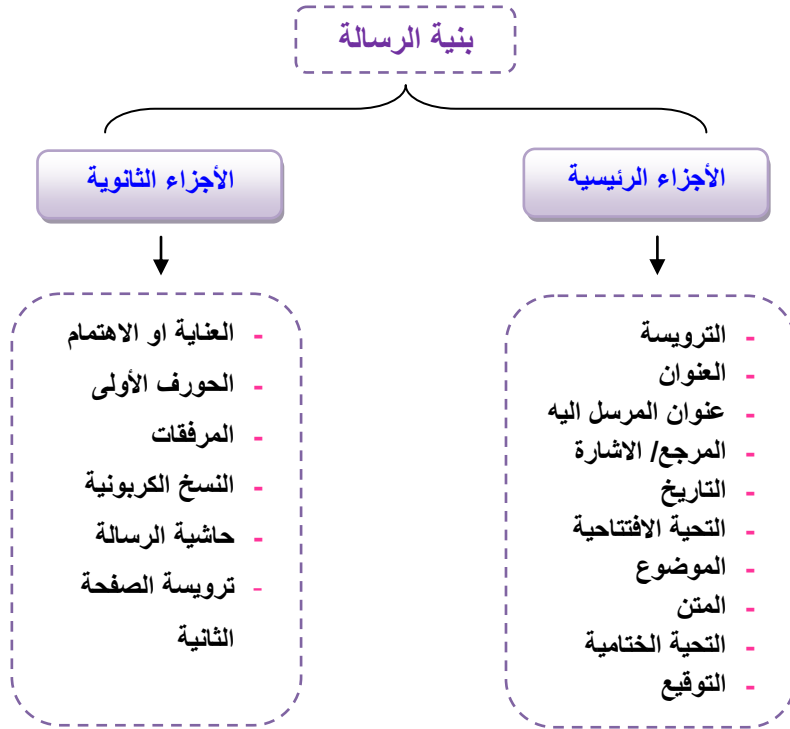 بنية الرسالة
الأجزاء الرئيسية
- الترويسة
- العنوان
- عنوان المرسل اليه
- المرجع/ الاشارة
- التاريخ
- التحية الافتتاحية
- الموضوع
- المتن
- التحية الختامية
- التوقيع
الأجزاء الثانوية
- العناية او الاهتمام
- الحورف الأولى
- المرفقات
- النسخ الكربونية
- حاشية الرسالة
- ترويسة الصفحة
الثانية